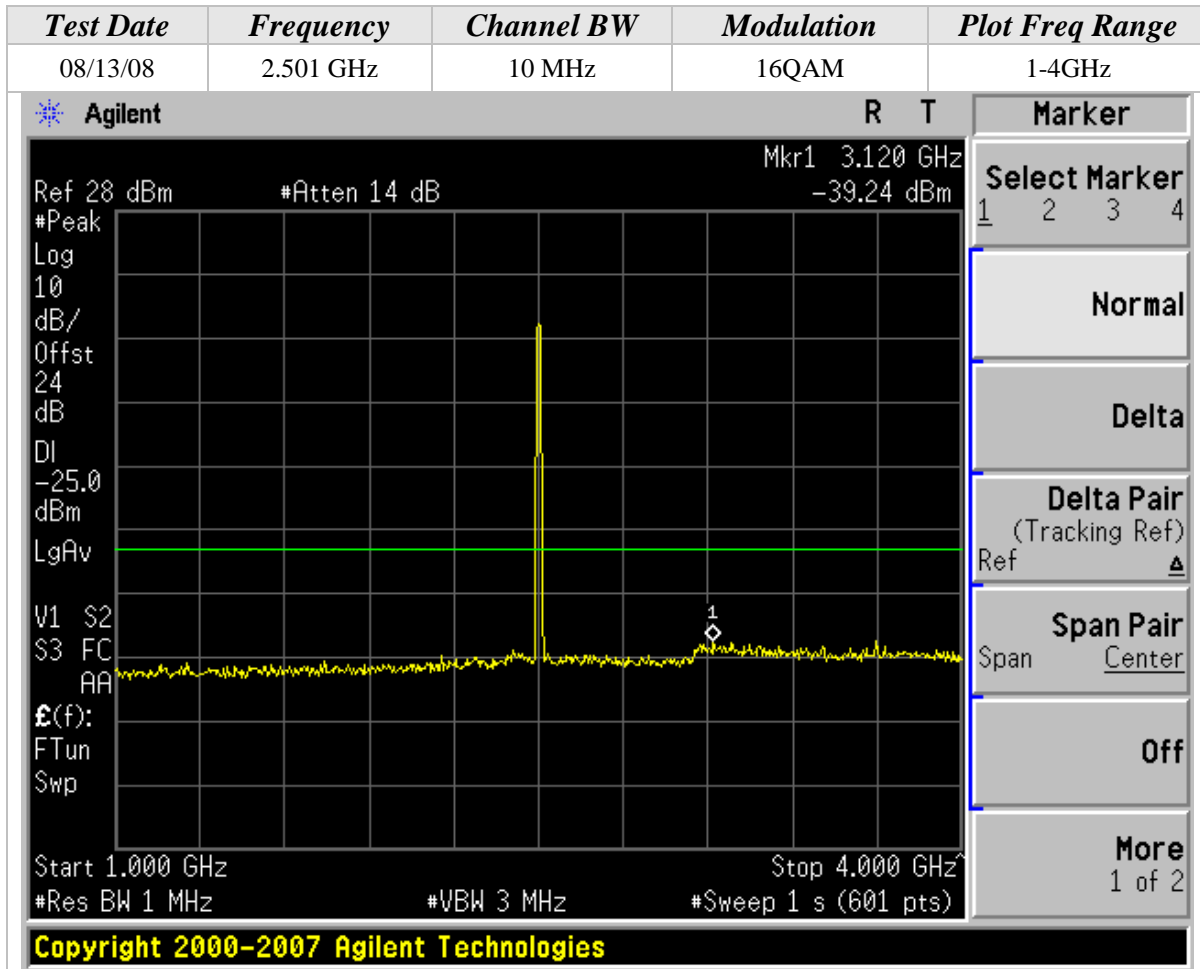 Test Date Frequency Channel BW Modulation Plot Freq Range
08/13/08 2.501 GHz 10 MHz 16QAM 1-4GHz
Agilent R T Marker
Mkr1 3.120 GHz
Ref 28 dBm #Atten 14 dB -39.24 dBm
#Peak
Log
10
dB/
Offst
24
dB
DI
-25.0
dBm
LgAv
V1 S2
S3 FC
AA
£(f):
FTun
Swp
1
Start 1.000 GHz Stop 4.000 GHz^
#Res BW 1 MHz #VBW 3 MHz #Sweep 1 s (601 pts)
Select Marker
1 2 3 4
Normal
Delta
Delta Pair
(Tracking Ref)
Ref Δ
Span Pair
Span Center
Off
More
1 of 2
Copyright 2000-2007 Agilent Technologies